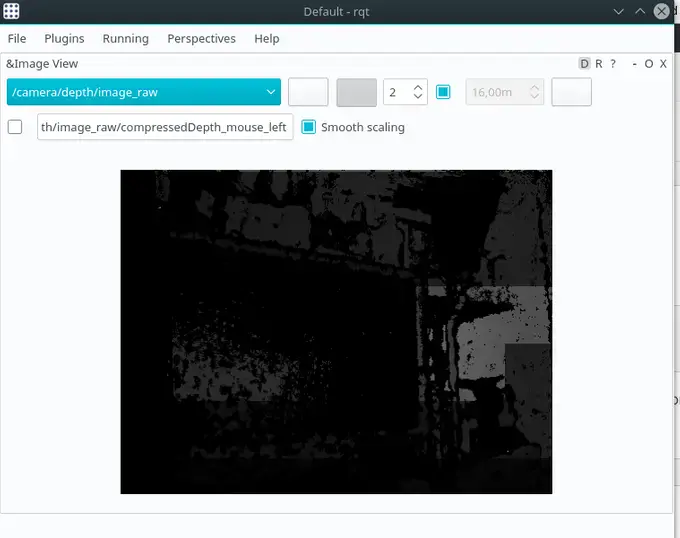 Default - rqt
File Plugins Running Perspectives Help
&Image View D R ? - O X
/camera/depth/image_raw 2 16,00m
th/image_raw/compressedDepth_mouse_left Smooth scaling